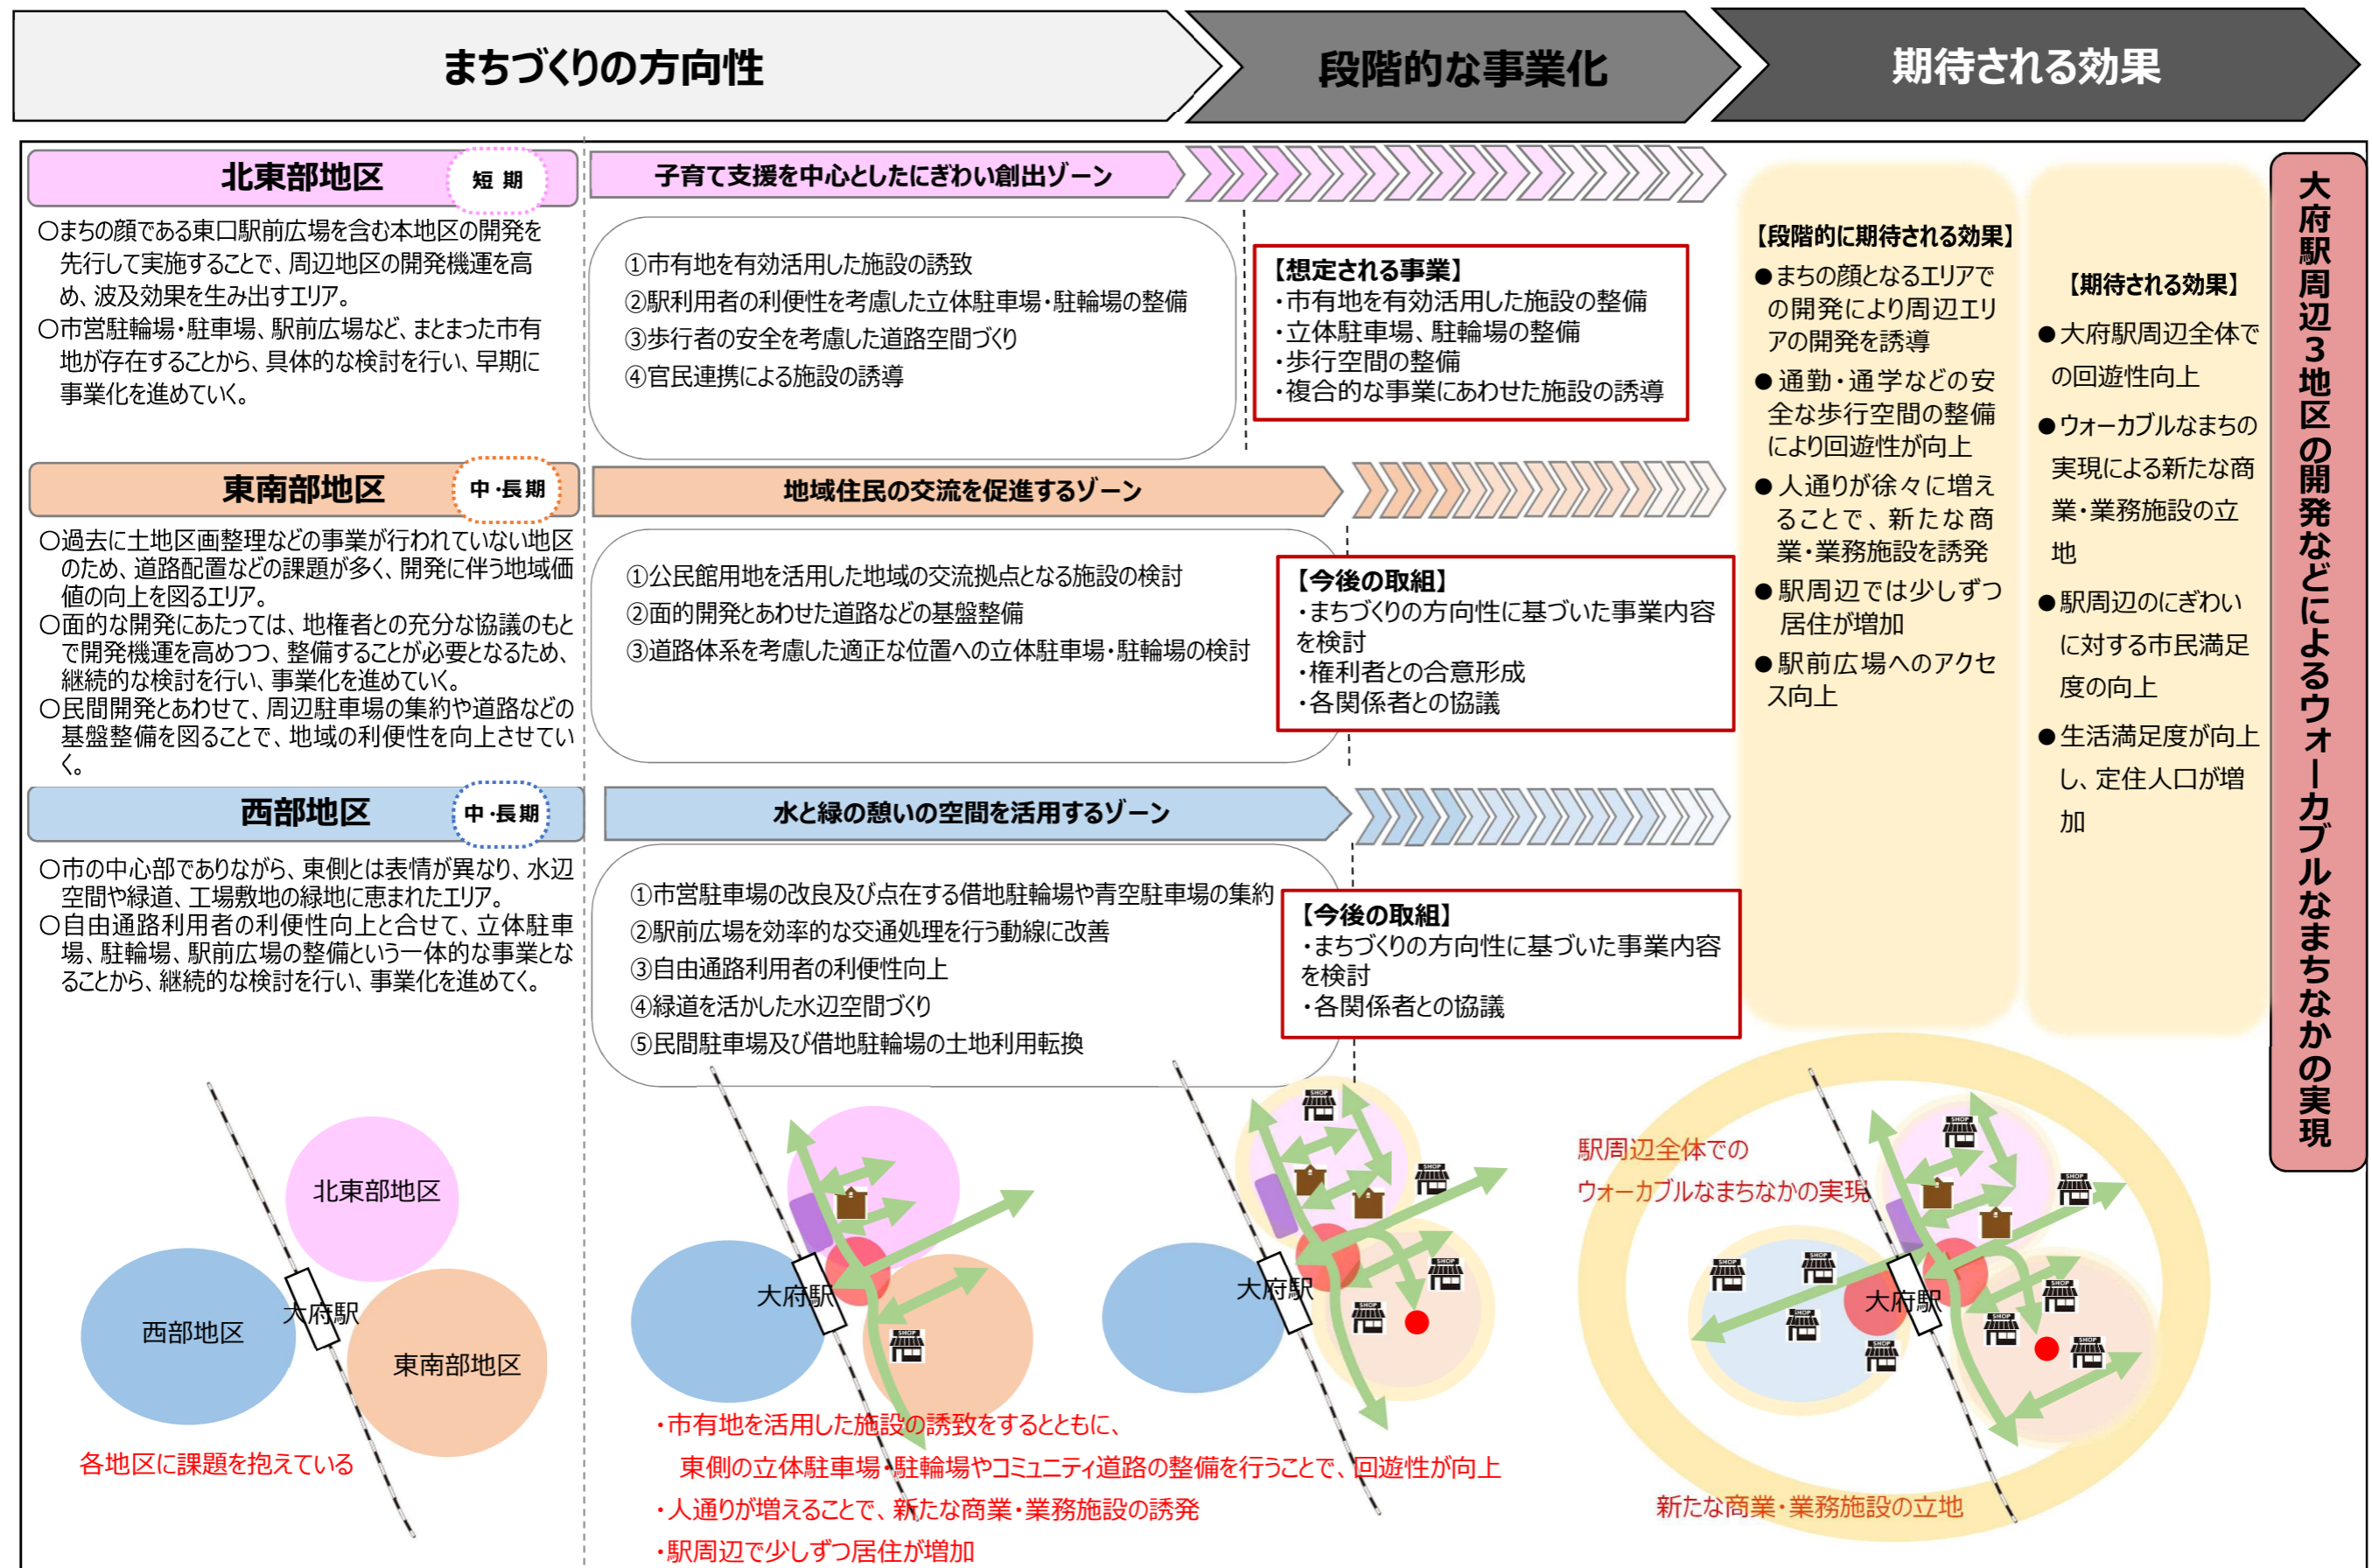 まちづくりの方向性
段階的な事業化
期待される効果
北東部地区
短 期
子育て支援を中心としたにぎわい創出ゾーン
〇まちの顔である東口駅前広場を含む本地区の開発を
先行して実施することで、周辺地区の開発機運を高
め、波及効果を生み出すエリア。
〇市営駐輪場・駐車場、駅前広場など、まとまった市有
地が存在することから、具体的な検討を行い、早期に
事業化を進めていく。
①市有地を有効活用した施設の誘致
②駅利用者の利便性を考慮した立体駐車場・駐輪場の整備
③歩行者の安全を考慮した道路空間づくり
④官民連携による施設の誘導
【想定される事業】
・市有地を有効活用した施設の整備
・立体駐車場、駐輪場の整備
・歩行空間の整備
・複合的な事業にあわせた施設の誘導
東南部地区
中・長期
地域住民の交流を促進するゾーン
〇過去に土地区画整理などの事業が行われていない地区
のため、道路配置などの課題が多く、開発に伴う地域価
値の向上を図るエリア。
〇面的な開発にあたっては、地権者との充分な協議のもと
で開発機運を高めつつ、整備することが必要となるため、
継続的な検討を行い、事業化を進めていく。
〇民間開発とあわせて、周辺駐車場の集約や道路などの
基盤整備を図ることで、地域の利便性を向上させてい
く。
①公民館用地を活用した地域の交流拠点となる施設の検討
②面的開発とあわせた道路などの基盤整備
③道路体系を考慮した適正な位置への立体駐車場・駐輪場の検討
【今後の取組】
・まちづくりの方向性に基づいた事業内容
を検討
・権利者との合意形成
・各関係者との協議
西部地区
中・長期
水と緑の憩いの空間を活用するゾーン
〇市の中心部でありながら、東側とは表情が異なり、水辺
空間や緑道、工場敷地の緑地に恵まれたエリア。
〇自由通路利用者の利便性向上と合せて、立体駐車
場、駐輪場、駅前広場の整備という一体的な事業とな
ることから、継続的な検討を行い、事業化を進めてく。
①市営駐車場の改良及び点在する借地駐輪場や青空駐車場の集約
②駅前広場を効率的な交通処理を行う動線に改善
③自由通路利用者の利便性向上
④緑道を活かした水辺空間づくり
⑤民間駐車場及び借地駐輪場の土地利用転換
【今後の取組】
・まちづくりの方向性に基づいた事業内容
を検討
・各関係者との協議
【段階的に期待される効果】
●まちの顔となるエリアで
の開発により周辺エリ
アの開発を誘導
●通勤・通学などの安
全な歩行空間の整備
により回遊性が向上
●人通りが徐々に増え
ることで、新たな商
業・業務施設を誘発
●駅周辺では少しずつ
居住が増加
●駅前広場へのアクセ
ス向上
【期待される効果】
●大府駅周辺全体で
の回遊性向上
●ウォーカブルなまちの
実現による新たな商
業・業務施設の立
地
●駅周辺のにぎわい
に対する市民満足
度の向上
●生活満足度が向上
し、定住人口が増
加
大府駅周辺3地区の開発などによるウォーカブルなまちなかの実現
北東部地区
大府駅
西部地区
東南部地区
各地区に課題を抱えている
大府駅
SHOP
・市有地を活用した施設の誘致をするとともに、
東側の立体駐車場・駐輪場やコミュニティ道路の整備を行うことで、回遊性が向上
・人通りが増えることで、新たな商業・業務施設の誘発
・駅周辺で少しずつ居住が増加
SHOP
SHOP
大府駅
SHOP
SHOP
駅周辺全体での
ウォーカブルなまちなかの実現
SHOP
SHOP
SHOP
SHOP
大府駅
SHOP
SHOP
SHOP
SHOP
SHOP
新たな商業・業務施設の立地